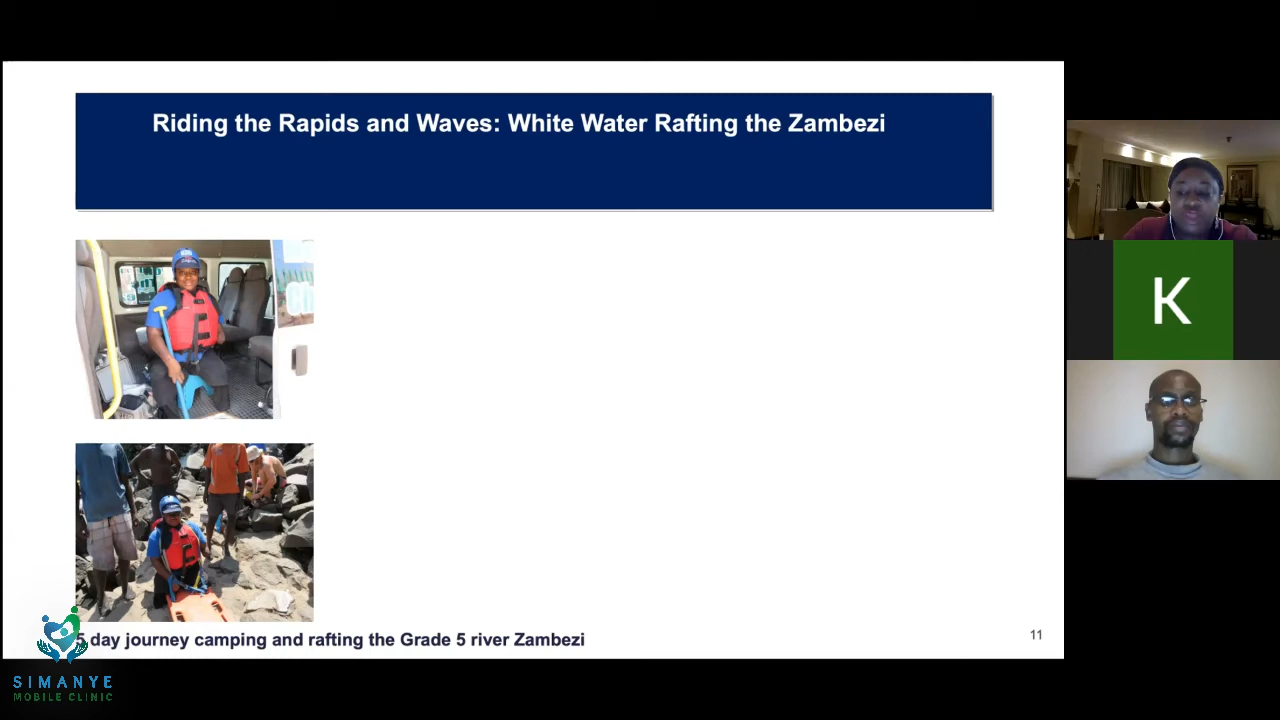 Riding the Rapids and Waves: White Water Rafting the Zambezi
K
5 day journey camping and rafting the Grade 5 river Zambezi
11
SIMANYE
MOBILE CLINIC